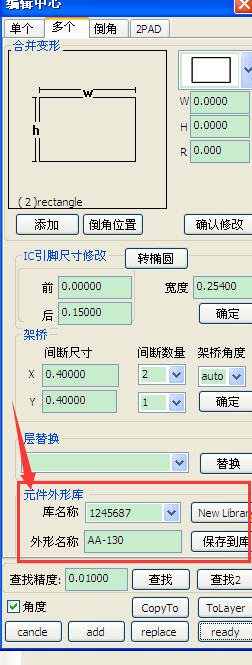 编辑中心
单个 多个 倒角 2PAD
合并变形
w
h
(2)rectangle
W 0.0000
H 0.0000
R 0.000
添加 倒角位置 确认修改
IC引脚尺寸修改 转椭圆
前 0.00000 宽度 0.25400
后 0.15000 确定
架桥
间断尺寸 间断数量 架桥角度
X 0.40000 2 auto
Y 0.40000 1 确定
层替换
替换
元件外形库
库名称 1245687 New Librar
外形名称 AA-130 保存到库
查找精度: 0.01000 查找 查找2
角度 CopyTo ToLayer
cancle add replace ready